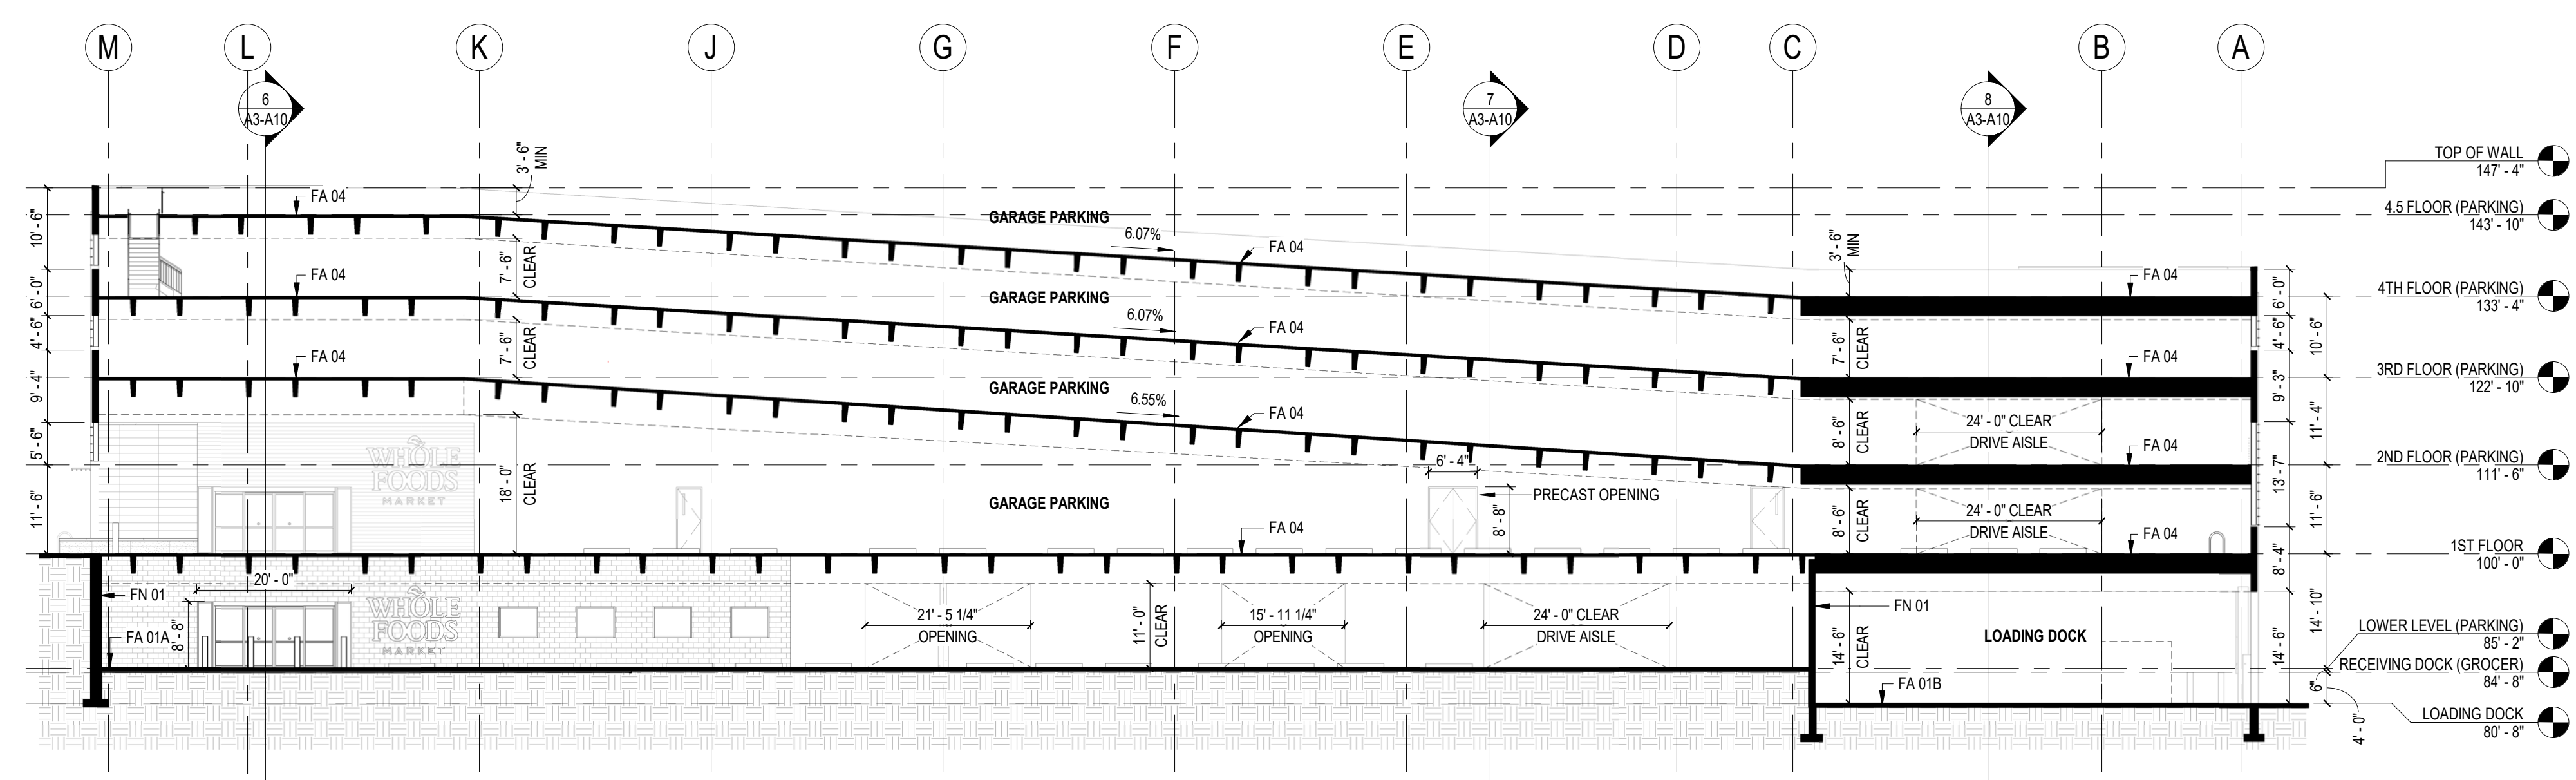 M
L
K
J
G
F
E
D
C
B
A
6
A3-A10
7
A3-A10
8
A3-A10
3' - 6"
MIN
TOP OF WALL
147' - 4"
4.5 FLOOR (PARKING)
143' - 10"
4TH FLOOR (PARKING)
133' - 4"
3RD FLOOR (PARKING)
122' - 10"
2ND FLOOR (PARKING)
111' - 6"
1ST FLOOR
100' - 0"
LOWER LEVEL (PARKING)
85' - 2"
RECEIVING DOCK (GROCER)
84' - 8"
LOADING DOCK
80' - 8"
10' - 6"
6' - 0"
4' - 6"
9' - 4"
5' - 6"
11' - 6"
FA 04
FA 04
FA 04
7' - 6"
CLEAR
7' - 6"
CLEAR
18' - 0"
CLEAR
GARAGE PARKING
6.07%
FA 04
GARAGE PARKING
6.07%
FA 04
GARAGE PARKING
6.55%
FA 04
GARAGE PARKING
FA 04
6' - 4"
PRECAST OPENING
8' - 8"
3' - 6"
MIN
FA 04
7' - 6"
CLEAR
FA 04
8' - 6"
CLEAR
24' - 0" CLEAR
DRIVE AISLE
FA 04
8' - 6"
CLEAR
24' - 0" CLEAR
DRIVE AISLE
FA 04
6' - 0"
4' - 6"
9' - 3"
13' - 7"
8' - 4"
14' - 6"
10' - 6"
11' - 4"
11' - 6"
14' - 10"
6"
4' - 0"
WHOLE
FOODS
MARKET
20' - 0"
FN 01
FA 01A
8' - 8"
WHOLE
FOODS
MARKET
21' - 5 1/4"
OPENING
11' - 0"
CLEAR
15' - 11 1/4"
OPENING
24' - 0" CLEAR
DRIVE AISLE
FN 01
14' - 6"
CLEAR
LOADING DOCK
FA 01B